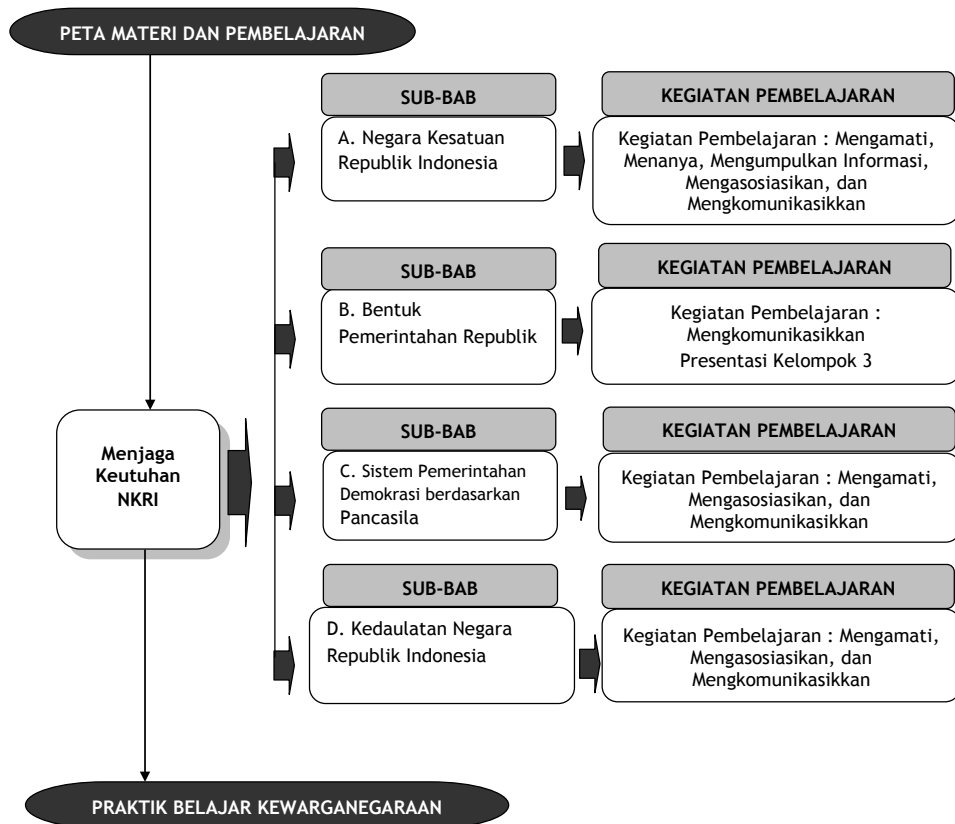 PETA MATERI DAN PEMBELAJARAN
SUB-BAB
KEGIATAN PEMBELAJARAN
A. Negara Kesatuan
Republik Indonesia
Kegiatan Pembelajaran : Mengamati,
Menanya, Mengumpulkan Informasi,
Mengasosiasikan, dan
Mengkomunikasikkan
SUB-BAB
KEGIATAN PEMBELAJARAN
B. Bentuk
Pemerintahan Republik
Kegiatan Pembelajaran :
Mengkomunikasikkan
Presentasi Kelompok 3
Menjaga
Keutuhan
NKRI
SUB-BAB
KEGIATAN PEMBELAJARAN
C. Sistem Pemerintahan
Demokrasi berdasarkan
Pancasila
Kegiatan Pembelajaran : Mengamati,
Mengasosiasikan, dan
Mengkomunikasikkan
SUB-BAB
KEGIATAN PEMBELAJARAN
D. Kedaulatan Negara
Republik Indonesia
Kegiatan Pembelajaran : Mengamati,
Mengasosiasikan, dan
Mengkomunikasikkan
PRAKTIK BELAJAR KEWARGANEGARAAN